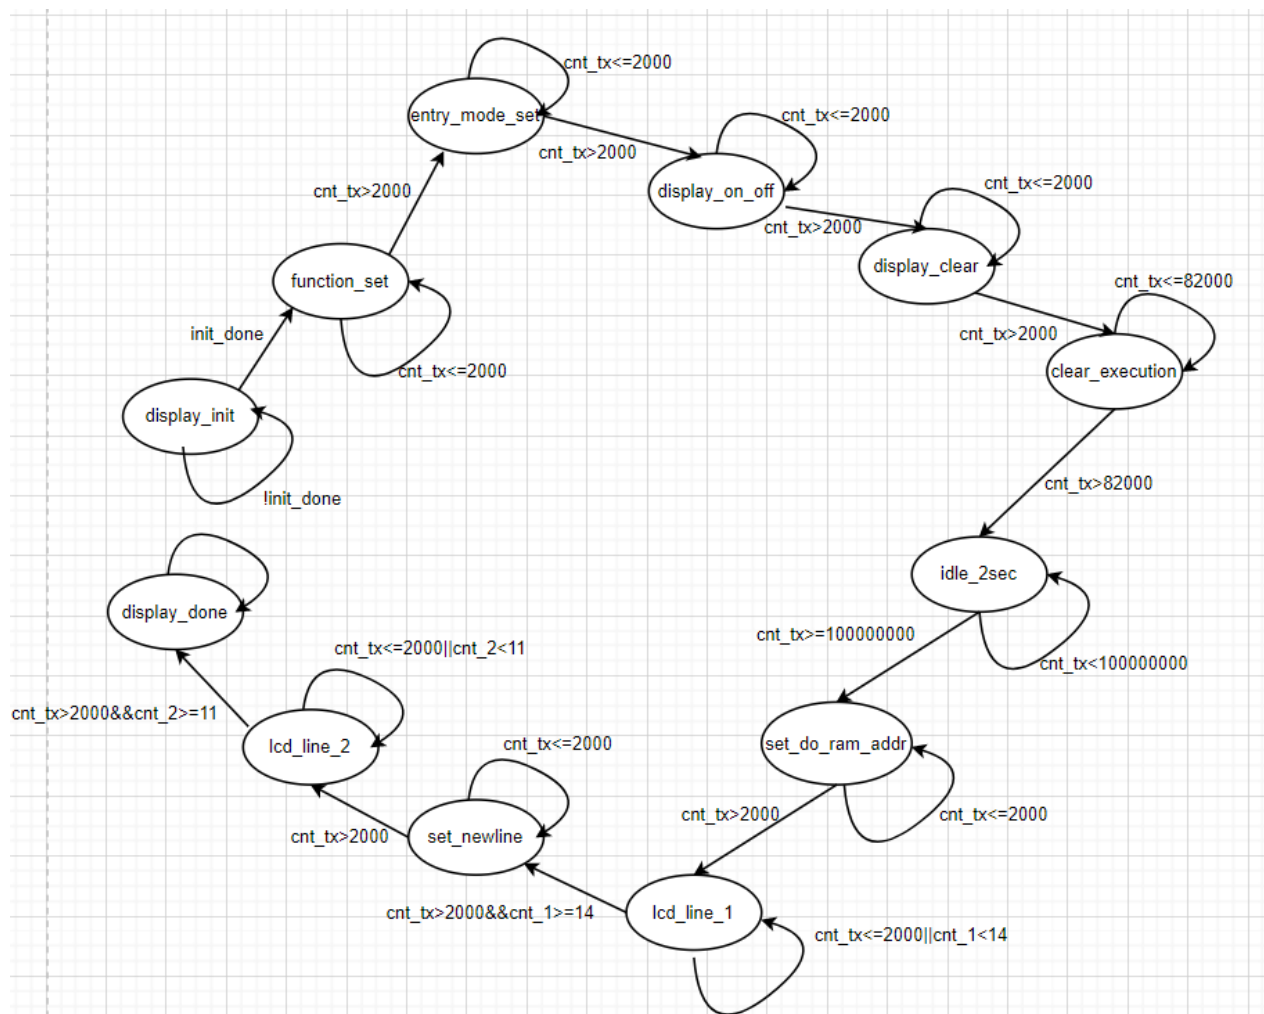 cnt_tx<=2000
entry_mode_set
cnt_tx>2000
cnt_tx<=2000
display_on_off
cnt_tx>2000
cnt_tx<=2000
display_clear
cnt_tx>2000
cnt_tx<=82000
clear_execution
cnt_tx>2000
function_set
cnt_tx<=2000
init_done
display_init
!init_done
cnt_tx>82000
idle_2sec
cnt_tx<100000000
cnt_tx>=100000000
set_do_ram_addr
cnt_tx<=2000
cnt_tx>2000
lcd_line_1
cnt_tx<=2000||cnt_1<14
cnt_tx>2000&&cnt_1>=14
set_newline
cnt_tx<=2000
cnt_tx>2000
lcd_line_2
cnt_tx<=2000||cnt_2<11
cnt_tx>2000&&cnt_2>=11
display_done